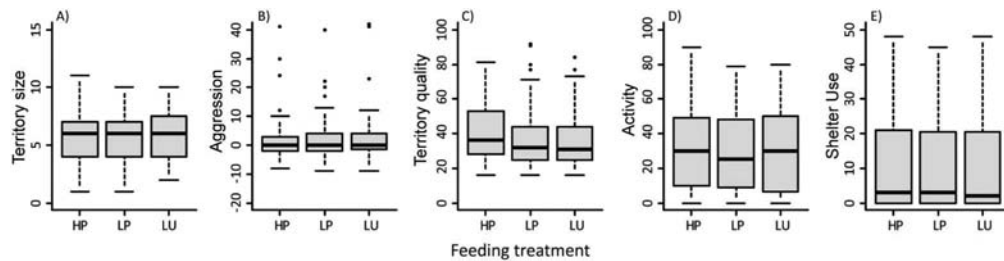 A)
Territory size
0 5 10 15
HP LP LU
B)
Aggression
-20 -10 0 10 20 30 40
HP LP LU
C)
Territory quality
0 20 40 60 80 100
HP LP LU
D)
Activity
0 20 40 60 80 100
HP LP LU
E)
Shelter Use
0 10 20 30 40 50
HP LP LU
Feeding treatment